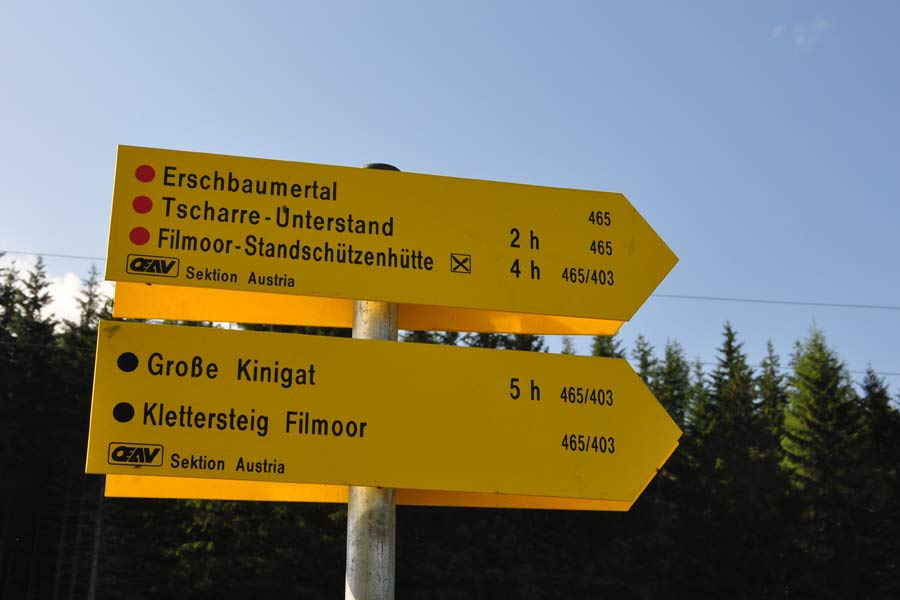 Erschbaumertal 465
Tscharre-Unterstand 2 h 465
Filmoor-Standschützenhütte 4 h 465/403
OEAV Sektion Austria
Große Kinigat 5 h 465/403
Klettersteig Filmoor 465/403
OEAV Sektion Austria